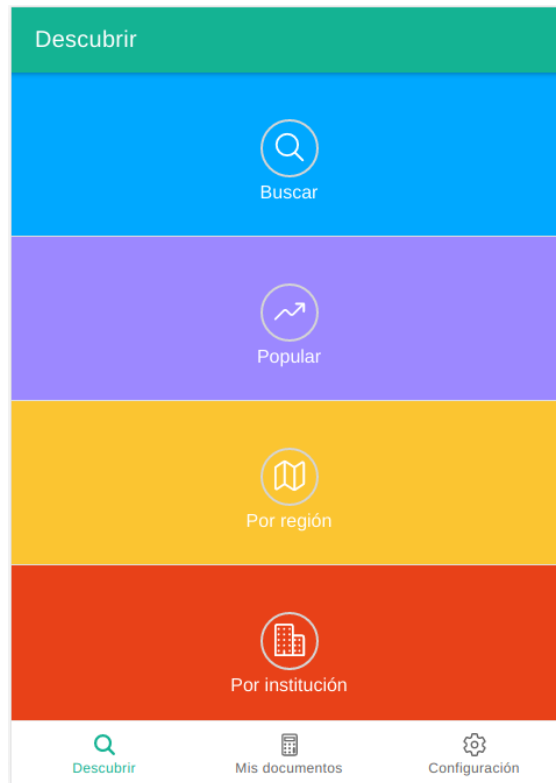 Descubrir
Buscar
Popular
Por región
Por institución
Descubrir
Mis documentos
Configuración